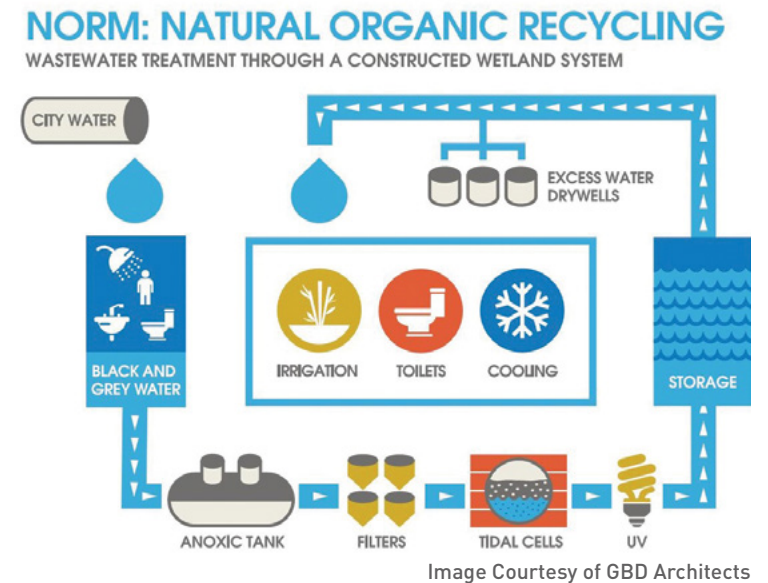 NORM: NATURAL ORGANIC RECYCLING
WASTEWATER TREATMENT THROUGH A CONSTRUCTED WETLAND SYSTEM
CITY WATER
EXCESS WATER
DRYWELLS
BLACK AND
GREY WATER
IRRIGATION
TOILETS
COOLING
STORAGE
ANOXIC TANK
FILTERS
TIDAL CELLS
UV
Image Courtesy of GBD Architects